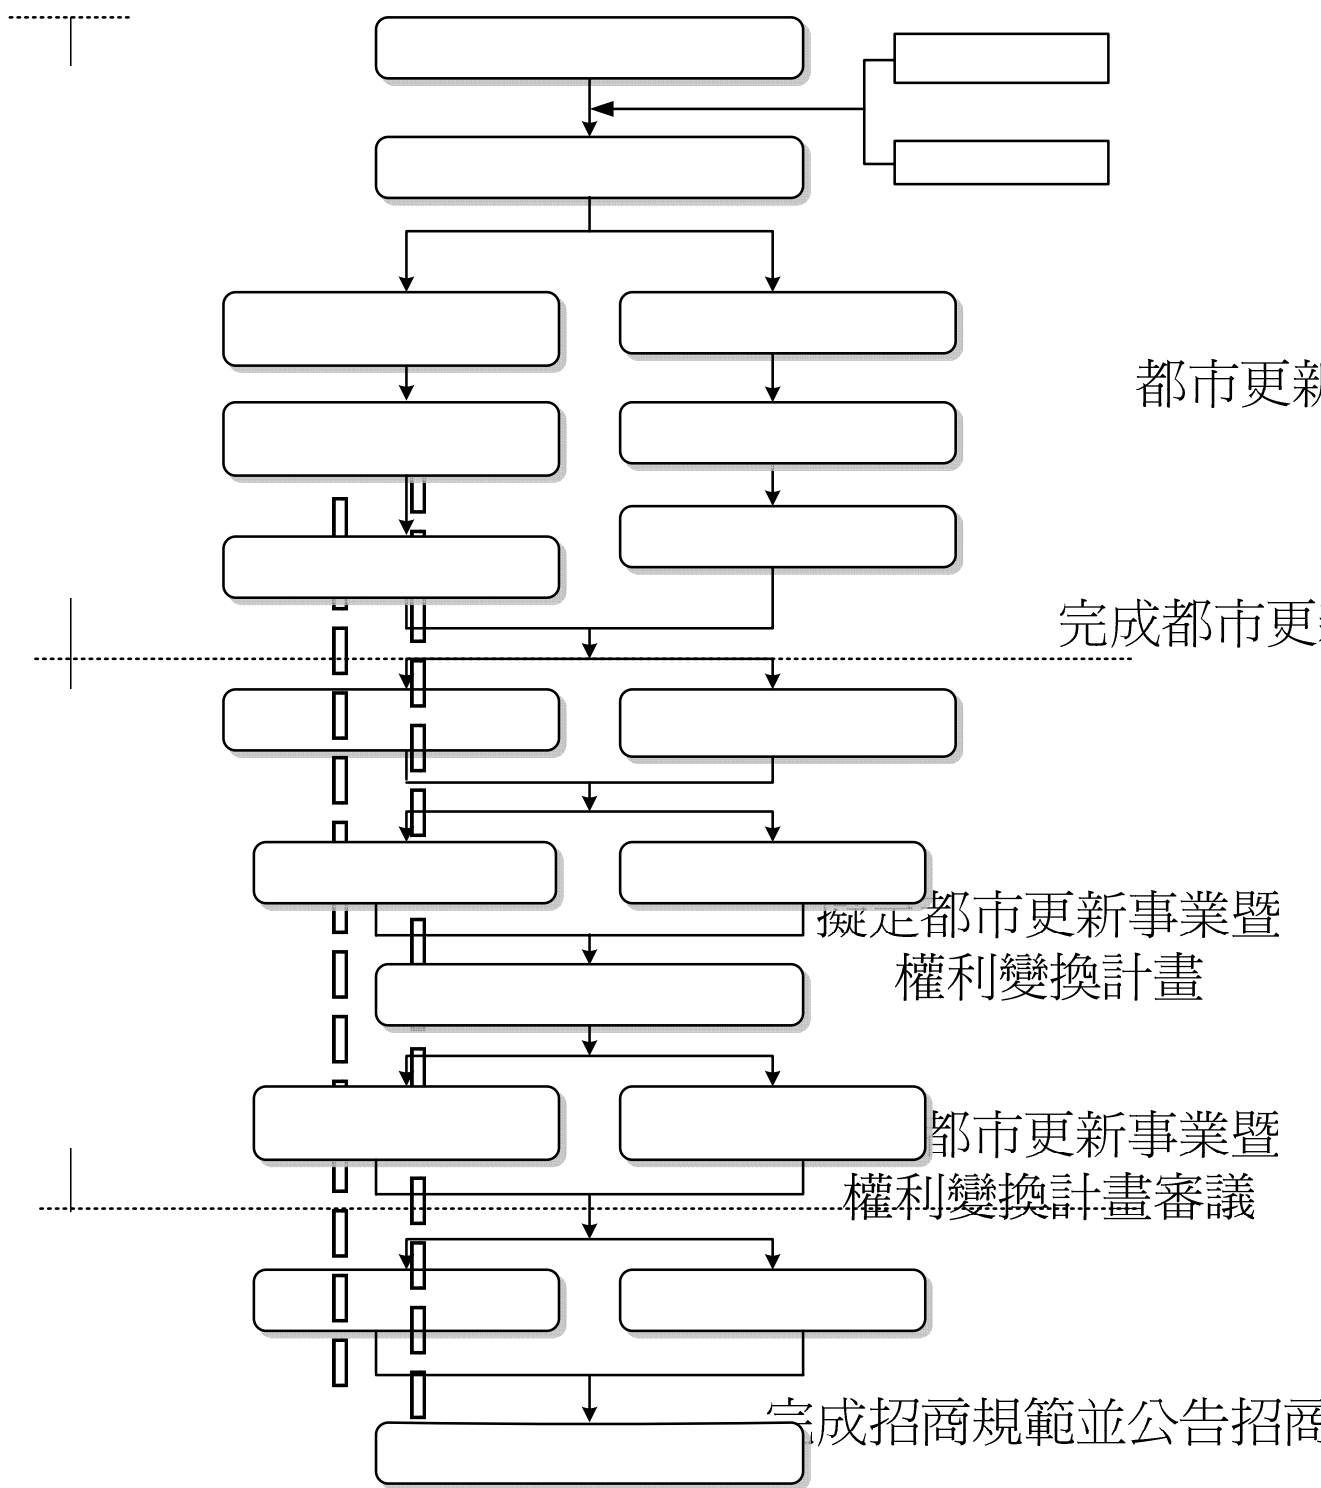 都市更新
完成都市更
擬定都市更新事業暨
權利變換計畫
都市更新事業暨
權利變換計畫審議
完成招商規範並公告招商